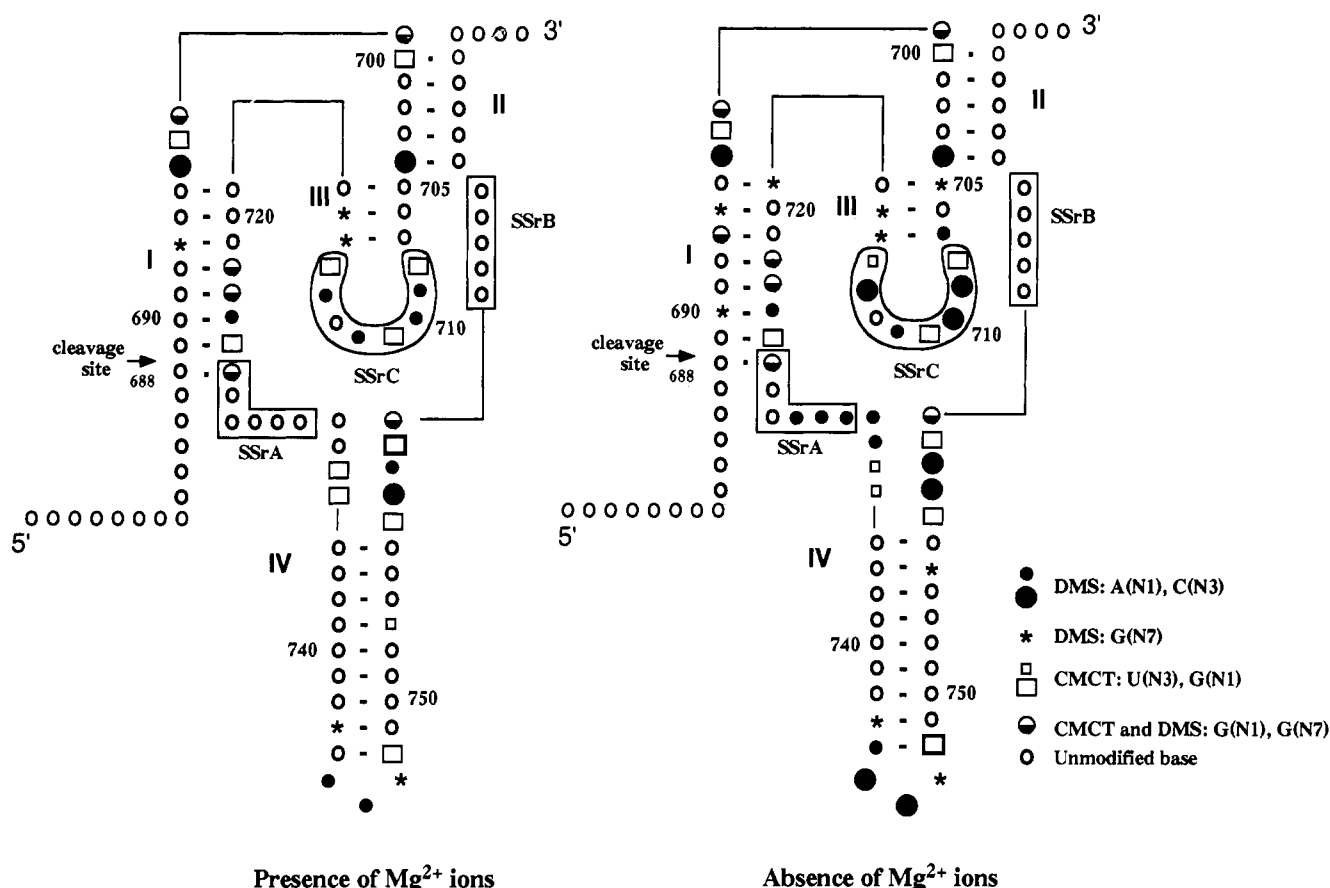 3'
700
II
III
705
720
SSrB
I
690
710
cleavage
site
688
SSrC
SSrA
5'
IV
740
750
Presence of Mg2+ ions
3'
700
II
III
705
720
SSrB
I
690
710
cleavage
site
688
SSrC
SSrA
5'
IV
740
750
Absence of Mg2+ ions
DMS: A(N1), C(N3)
* DMS: G(N7)
CMCT: U(N3), G(N1)
CMCT and DMS: G(N1), G(N7)
Unmodified base